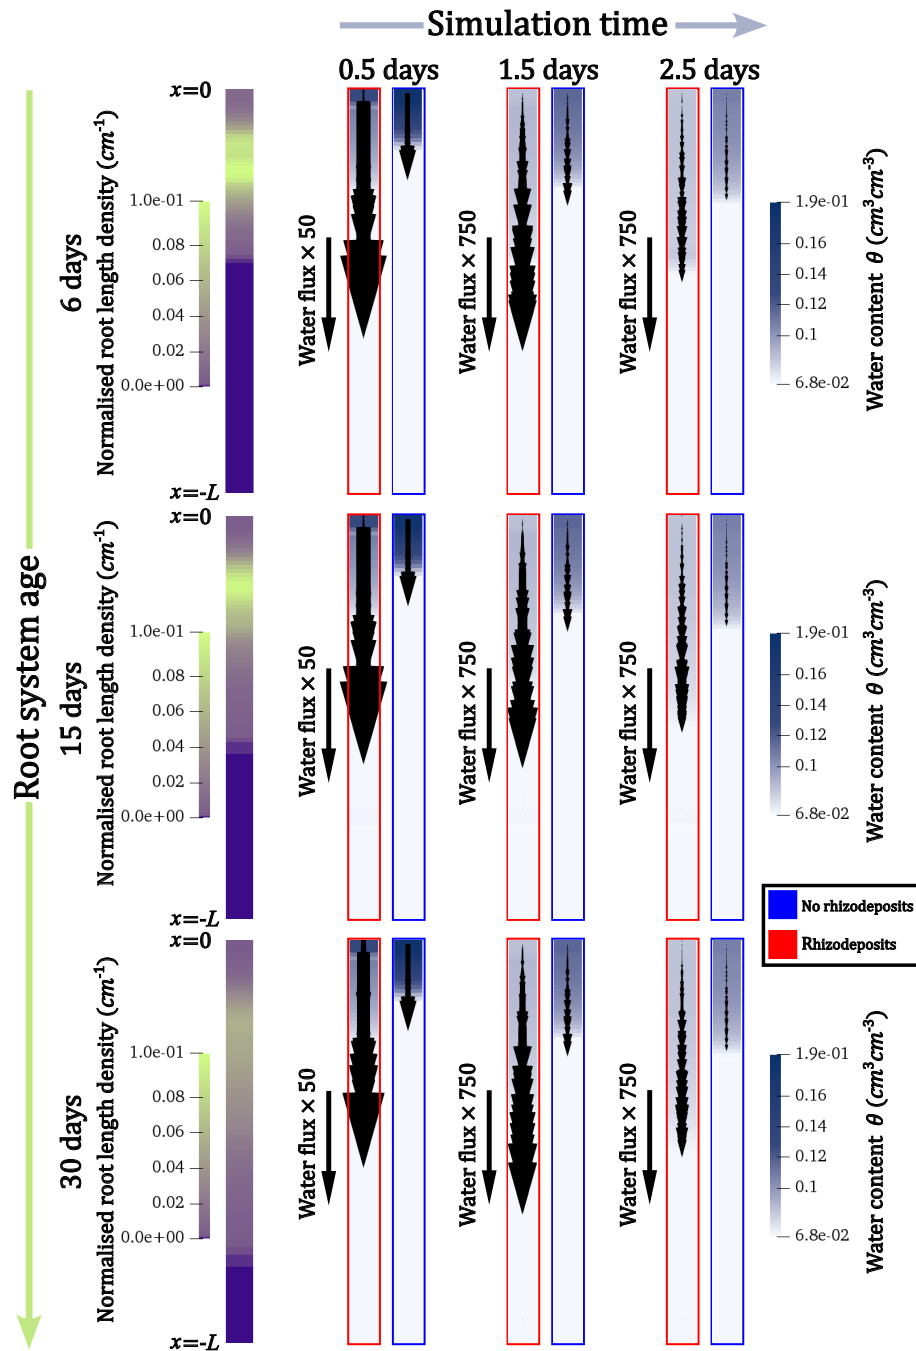 Simulation time
0.5 days
1.5 days
2.5 days
Root system age
6 days
Normalised root length density (cm⁻¹)
x=0
1.0e-01
0.08
0.06
0.04
0.02
0.0e+00
x=-L
Water flux × 50
Water flux × 750
Water flux × 750
1.9e-01
0.16
0.14
0.12
0.1
6.8e-02
Water content θ (cm³cm⁻³)
15 days
Normalised root length density (cm⁻¹)
x=0
1.0e-01
0.08
0.06
0.04
0.02
0.0e+00
x=-L
Water flux × 50
Water flux × 750
Water flux × 750
1.9e-01
0.16
0.14
0.12
0.1
6.8e-02
Water content θ (cm³cm⁻³)
No rhizodeposits
Rhizodeposits
30 days
Normalised root length density (cm⁻¹)
x=0
1.0e-01
0.08
0.06
0.04
0.02
0.0e+00
x=-L
Water flux × 50
Water flux × 750
Water flux × 750
1.9e-01
0.16
0.14
0.12
0.1
6.8e-02
Water content θ (cm³cm⁻³)